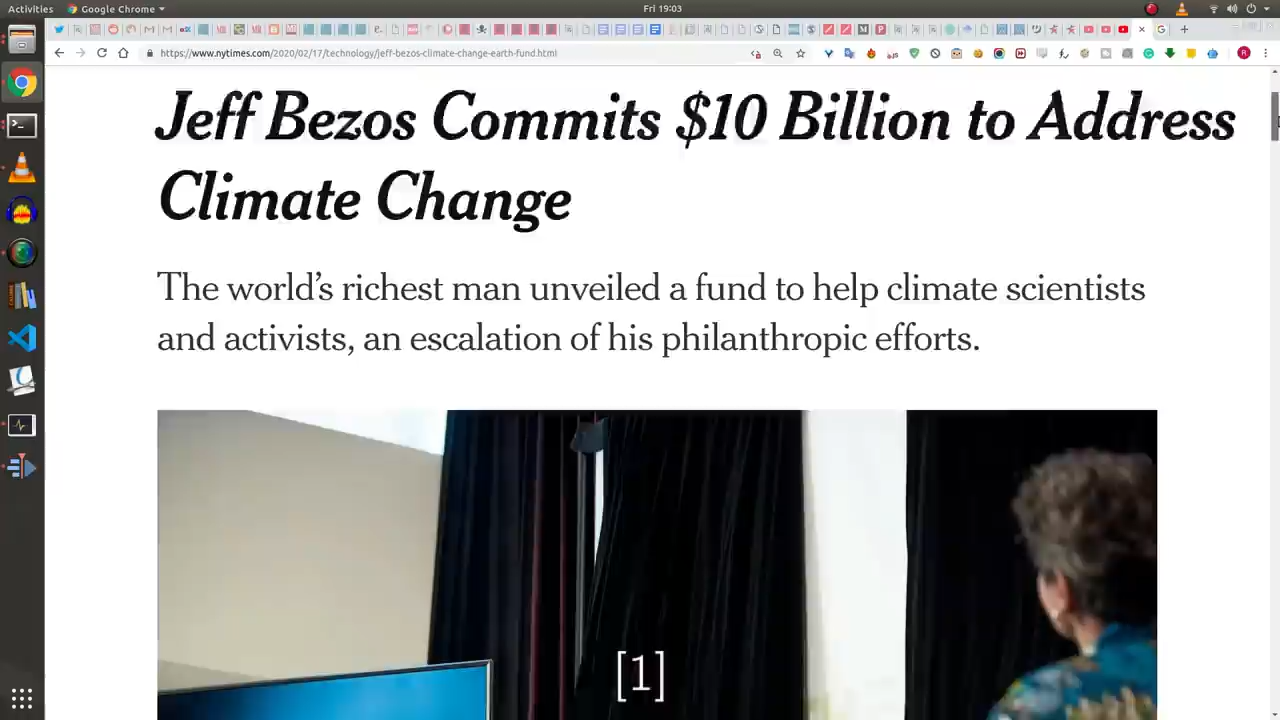 Activities
Google Chrome
Fri 19:03
https://www.nytimes.com/2020/02/17/technology/jeff-bezos-climate-change-earth-fund.html
Jeff Bezos Commits $10 Billion to Address
Climate Change
The world’s richest man unveiled a fund to help climate scientists
and activists, an escalation of his philanthropic efforts.
[1]